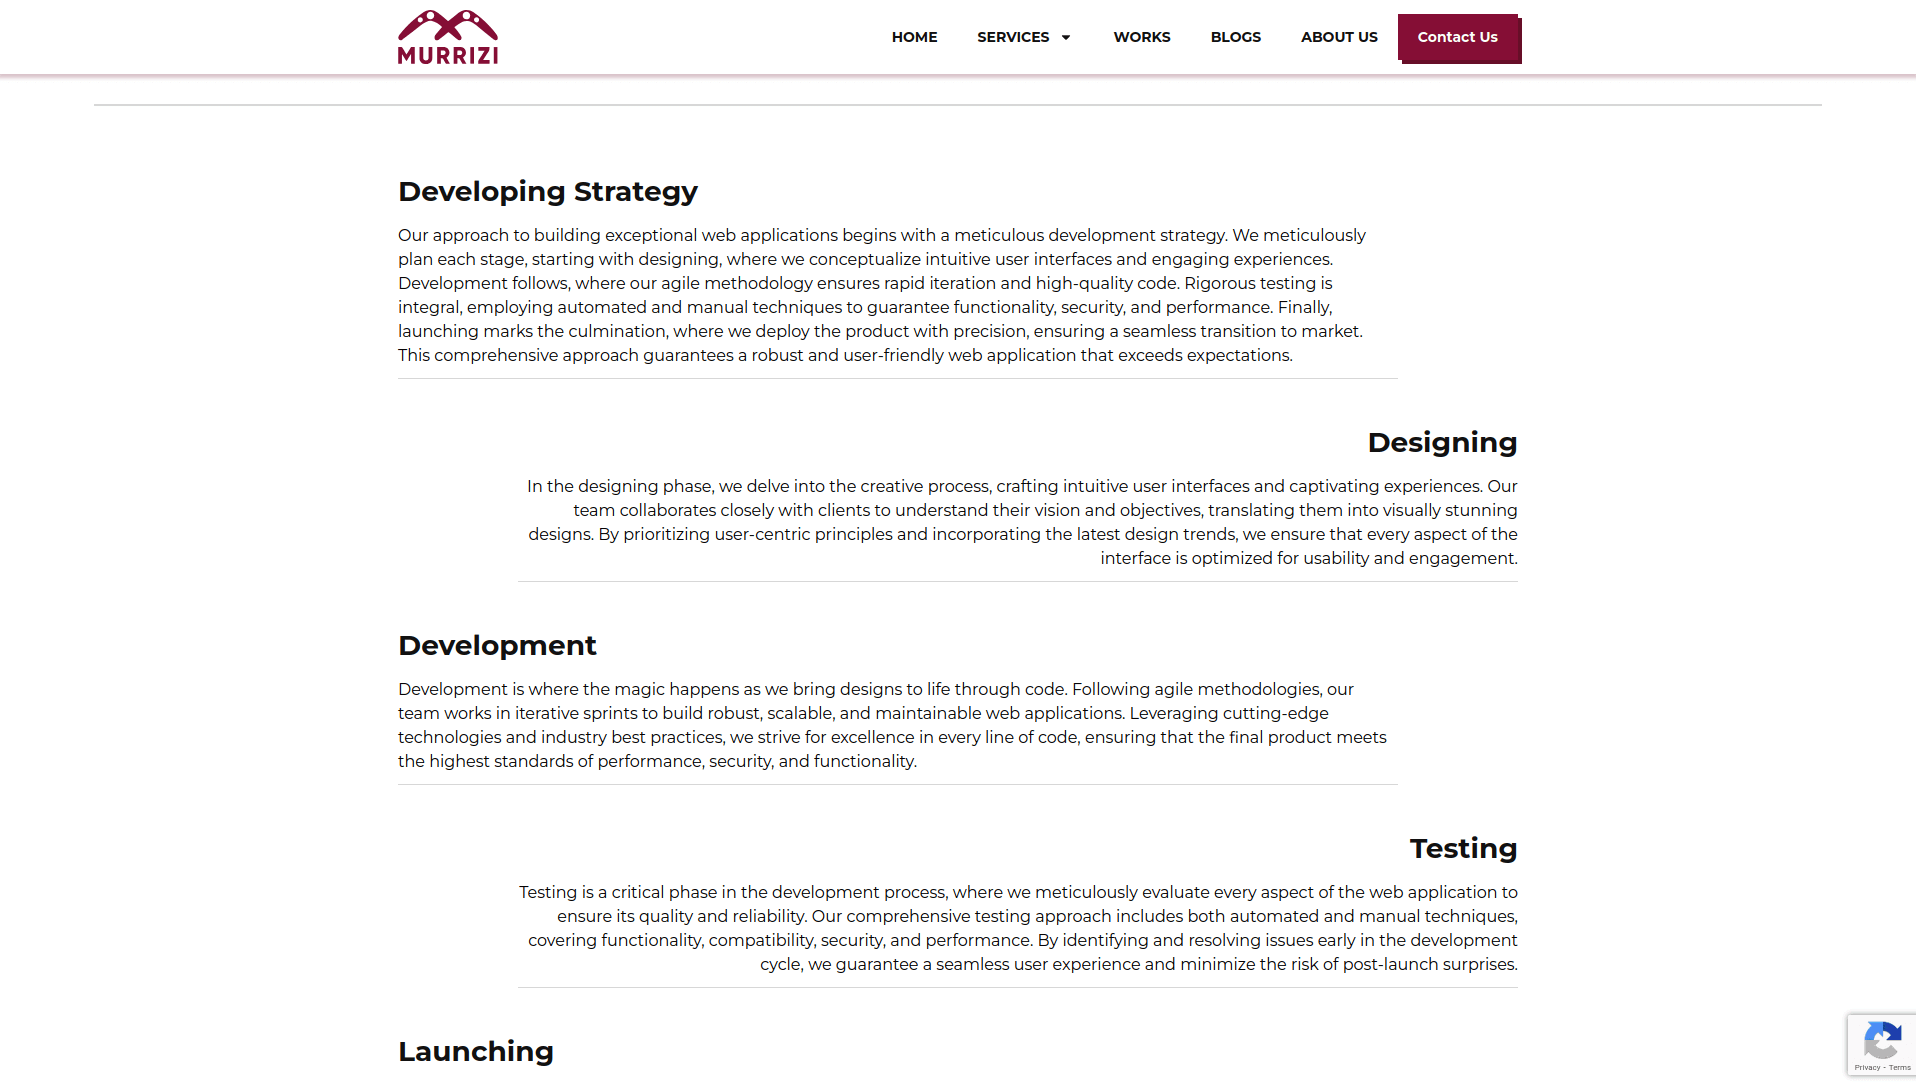 MURRIZI
HOME SERVICES WORKS BLOGS ABOUT US Contact Us
Developing Strategy
Our approach to building exceptional web applications begins with a meticulous development strategy. We meticulously
plan each stage, starting with designing, where we conceptualize intuitive user interfaces and engaging experiences.
Development follows, where our agile methodology ensures rapid iteration and high-quality code. Rigorous testing is
integral, employing automated and manual techniques to guarantee functionality, security, and performance. Finally,
launching marks the culmination, where we deploy the product with precision, ensuring a seamless transition to market.
This comprehensive approach guarantees a robust and user-friendly web application that exceeds expectations.
Designing
In the designing phase, we delve into the creative process, crafting intuitive user interfaces and captivating experiences. Our
team collaborates closely with clients to understand their vision and objectives, translating them into visually stunning
designs. By prioritizing user-centric principles and incorporating the latest design trends, we ensure that every aspect of the
interface is optimized for usability and engagement.
Development
Development is where the magic happens as we bring designs to life through code. Following agile methodologies, our
team works in iterative sprints to build robust, scalable, and maintainable web applications. Leveraging cutting-edge
technologies and industry best practices, we strive for excellence in every line of code, ensuring that the final product meets
the highest standards of performance, security, and functionality.
Testing
Testing is a critical phase in the development process, where we meticulously evaluate every aspect of the web application to
ensure its quality and reliability. Our comprehensive testing approach includes both automated and manual techniques,
covering functionality, compatibility, security, and performance. By identifying and resolving issues early in the development
cycle, we guarantee a seamless user experience and minimize the risk of post-launch surprises.
Launching
Privacy - Terms